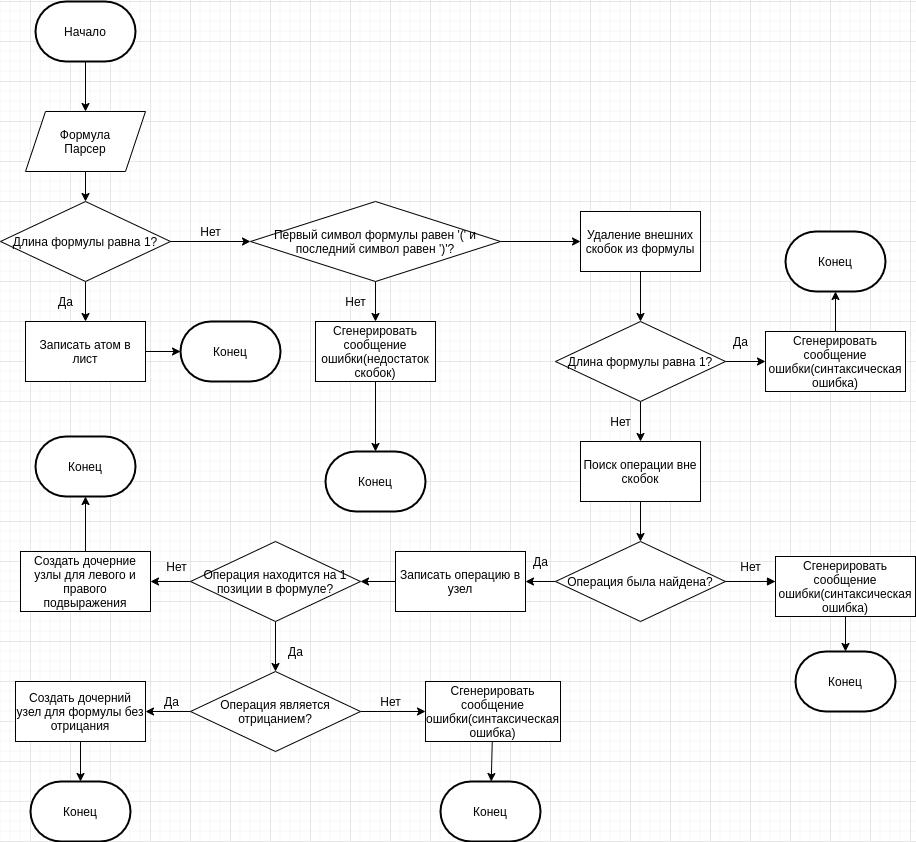 Начало
Формула
Парсер
Длина формулы равна 1?
Нет
Первый символ формулы равен '(' и
последний символ равен ')'?
Удаление внешних
скобок из формулы
Конец
Да
Нет
Записать атом в
лист
Конец
Сгенерировать
сообщение
ошибки(недостаток
скобок)
Длина формулы равна 1?
Да
Сгенерировать
сообщение
ошибки(синтаксическая
ошибка)
Нет
Конец
Конец
Поиск операции вне
скобок
Создать дочерние
узлы для левого и
правого
подвыражения
Нет
Операция находится на 1
позиции в формуле?
Записать операцию в
узел
Да
Операция была найдена?
Нет
Сгенерировать
сообщение
ошибки(синтаксическая
ошибка)
Да
Конец
Создать дочерний
узел для формулы без
отрицания
Да
Операция является
отрицанием?
Нет
Сгенерировать
сообщение
ошибки(синтаксическая
ошибка)
Конец
Конец